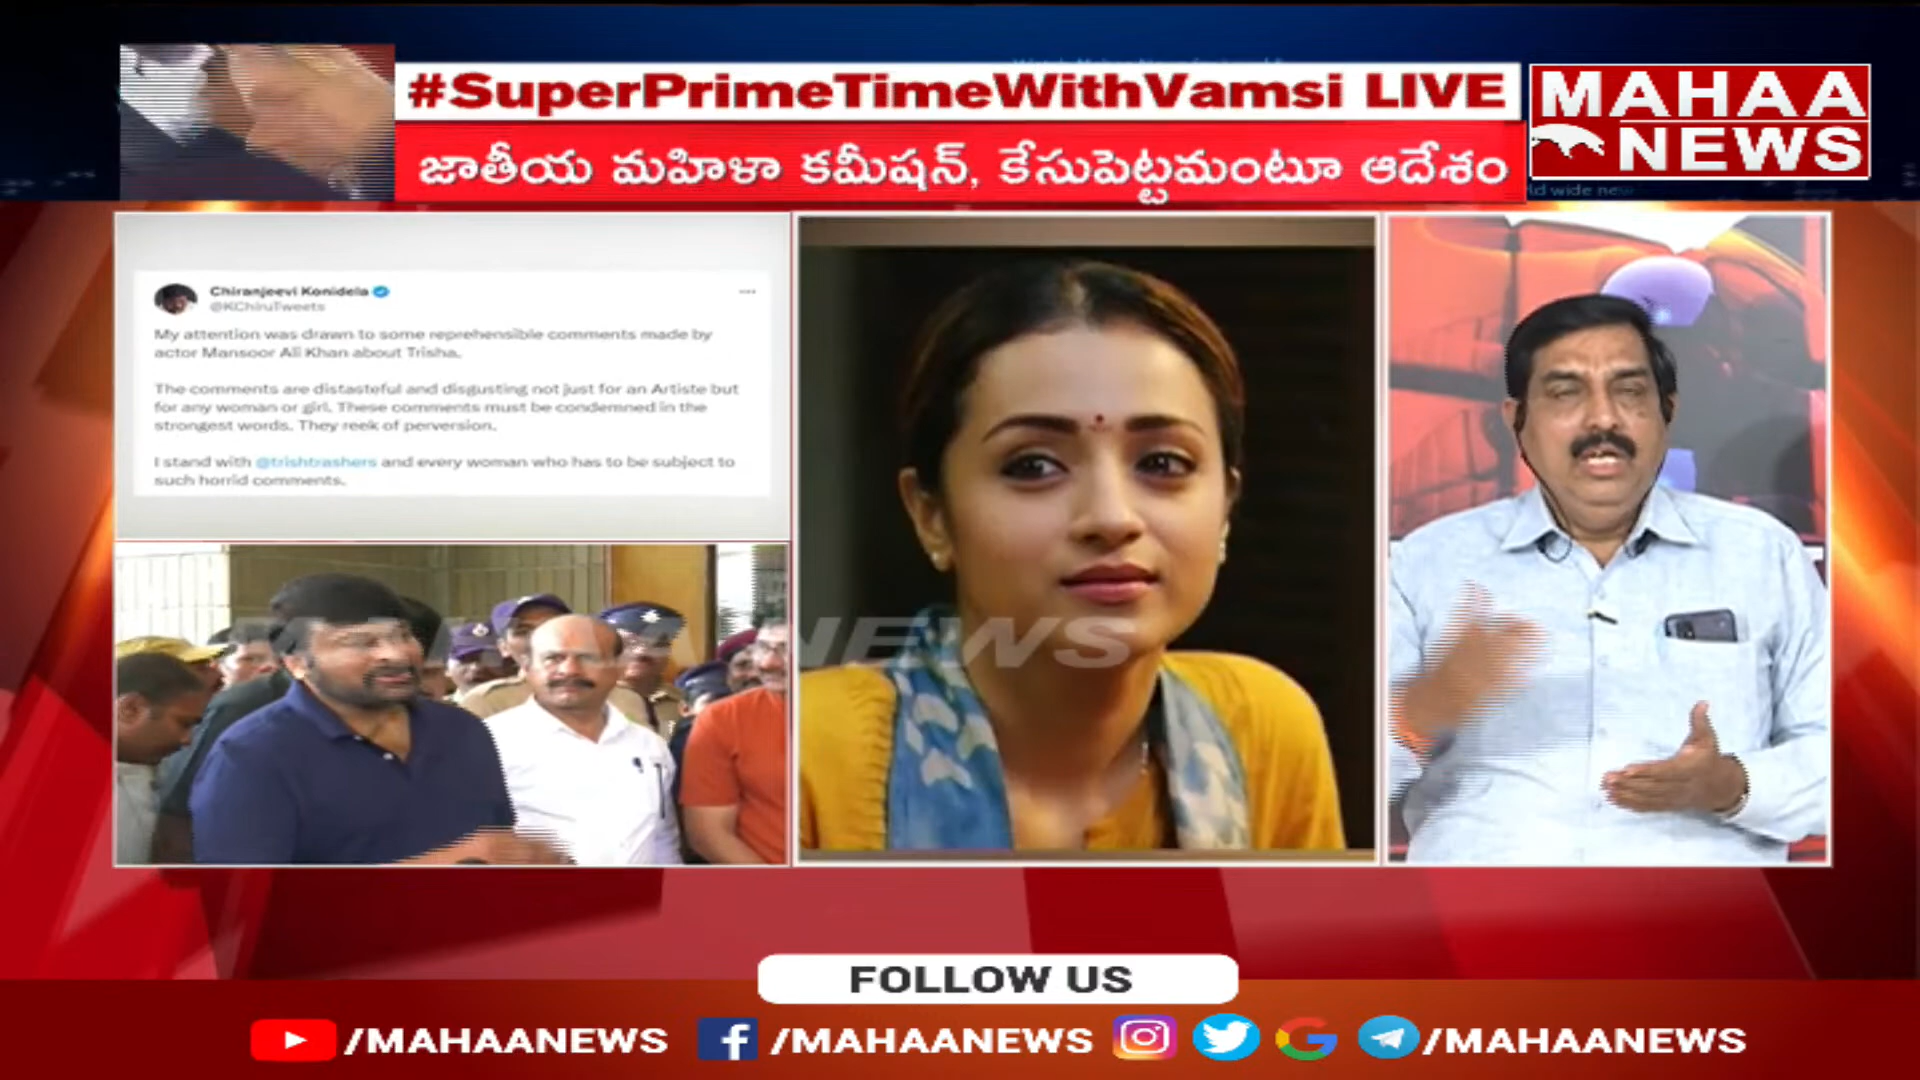 #SuperPrimeTimeWithVamsi LIVE
MAHAA
NEWS
జాతీయ మహిళా కమీషన్, కేసుపెట్టమంటూ ఆదేశం
Chiranjeevi Konidela
@KChiruTweets
My attention was drawn to some reprehensible comments made by
actor Mansoor Ali Khan about Trisha.
The comments are distasteful and disgusting not just for an Artiste but
for any woman or girl. These comments must be condemned in the
strongest words. They reek of perversion.
I stand with @trishtrashers and every woman who has to be subject to
such horrid comments.
MAHAA NEWS
FOLLOW US
/MAHAANEWS
/MAHAANEWS
/MAHAANEWS